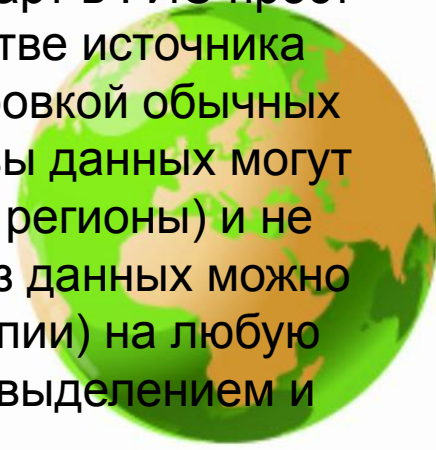 тве источника
овкой обычных
ы данных могут
регионы) и не
з данных можно
пии) на любую
выделением и